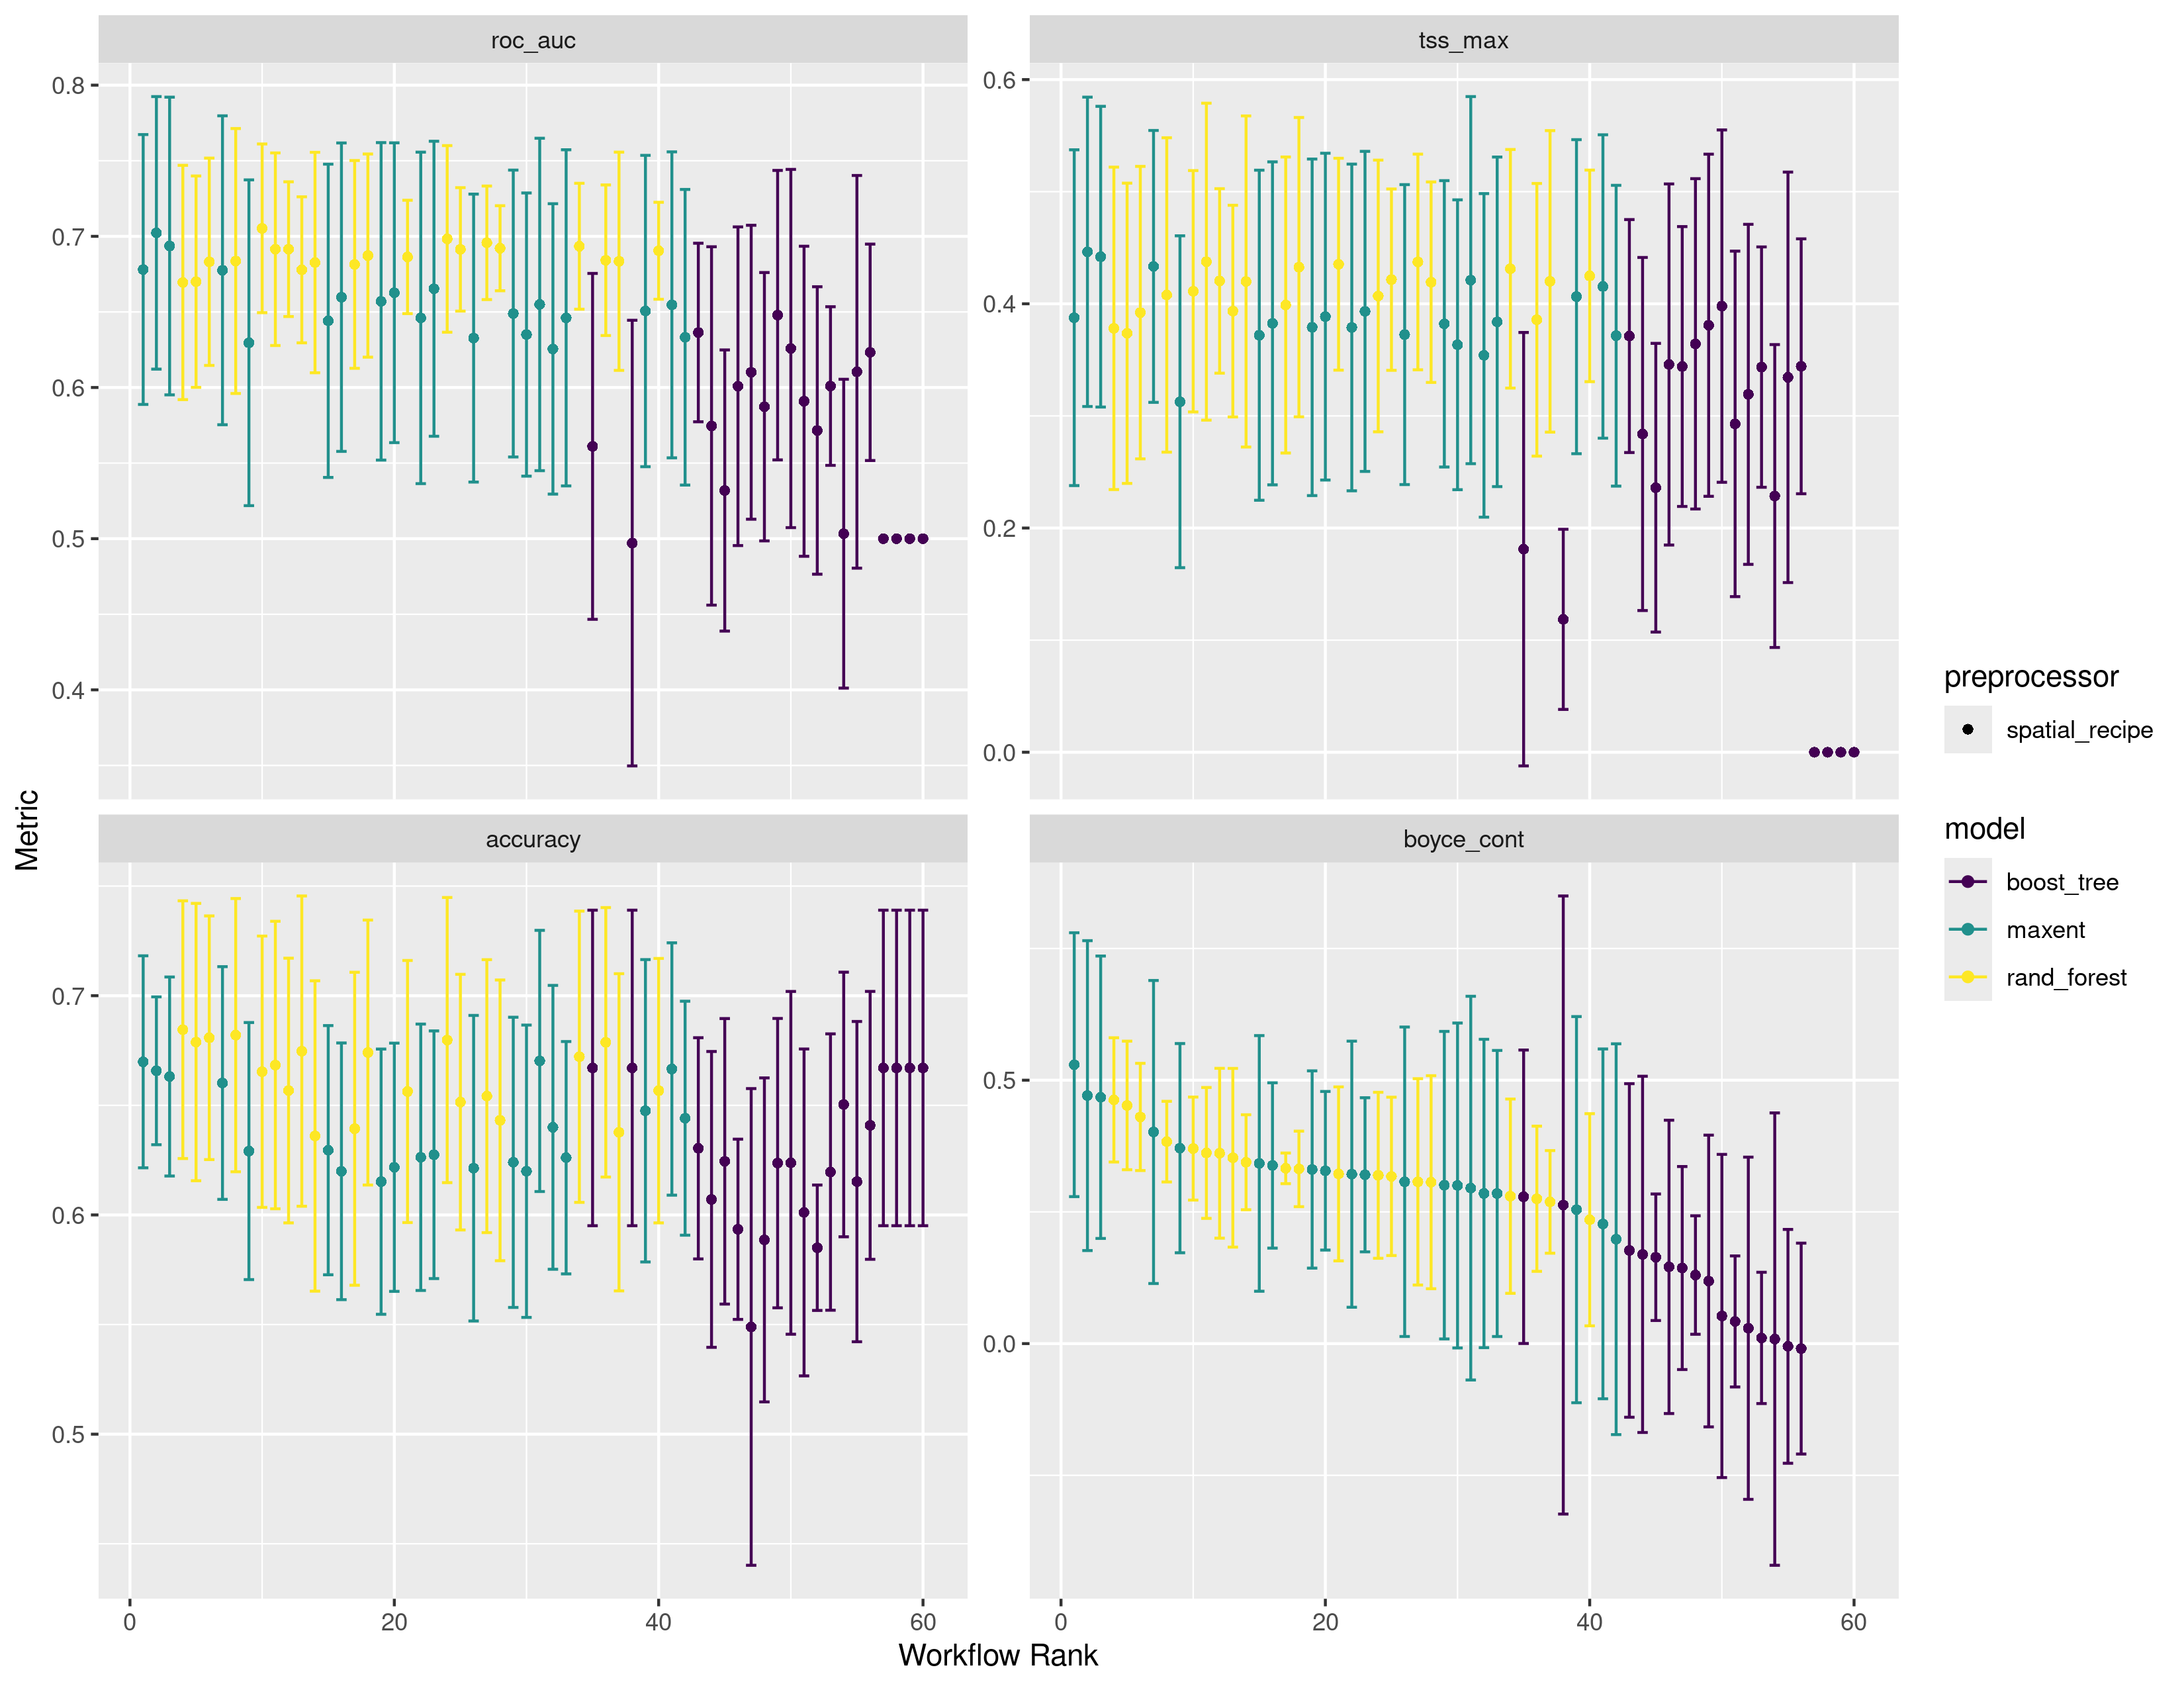 roc_auc
tss_max
0.8
0.7
0.6
0.5
0.4
0.6
0.4
0.2
0.0
accuracy
boyce_cont
0.7
0.6
0.5
0.5
0.0
0
20
40
60
0
20
40
60
Metric
Workflow Rank
preprocessor
spatial_recipe
model
boost_tree
maxent
rand_forest